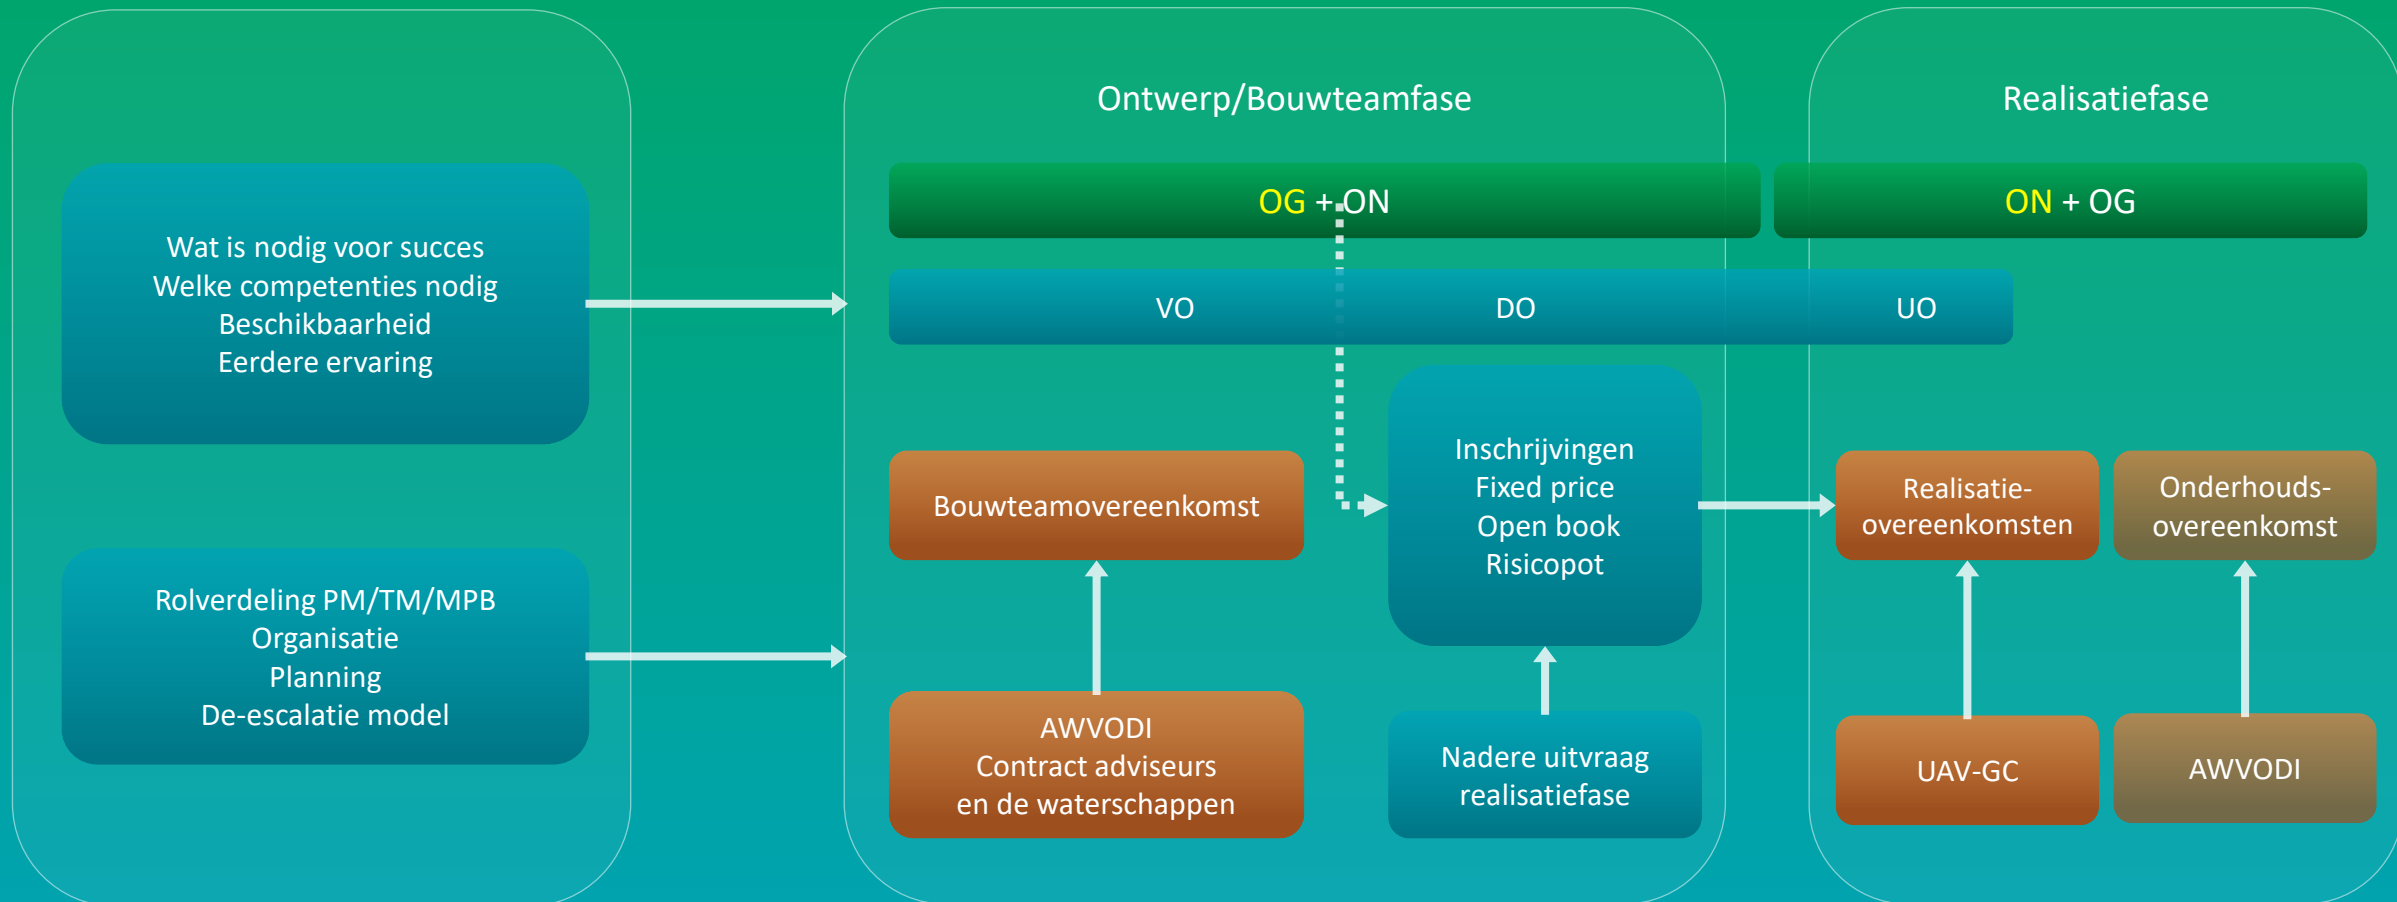 Wat is nodig voor succes
Welke competenties nodig
Beschikbaarheid
Eerdere ervaring
Rolverdeling PM/TM/MPB
Organisatie
Planning
De-escalatie model
Ontwerp/Bouwteamfase
OG + ON
VO
DO
UO
Bouwteamovereenkomst
AWVODI
Contract adviseurs
en de waterschappen
Inschrijvingen
Fixed price
Open book
Risicopot
Nadere uitvraag
realisatiefase
Realisatiefase
ON + OG
Realisatie-
overeenkomsten
Onderhouds-
overeenkomst
UAV-GC
AWVODI